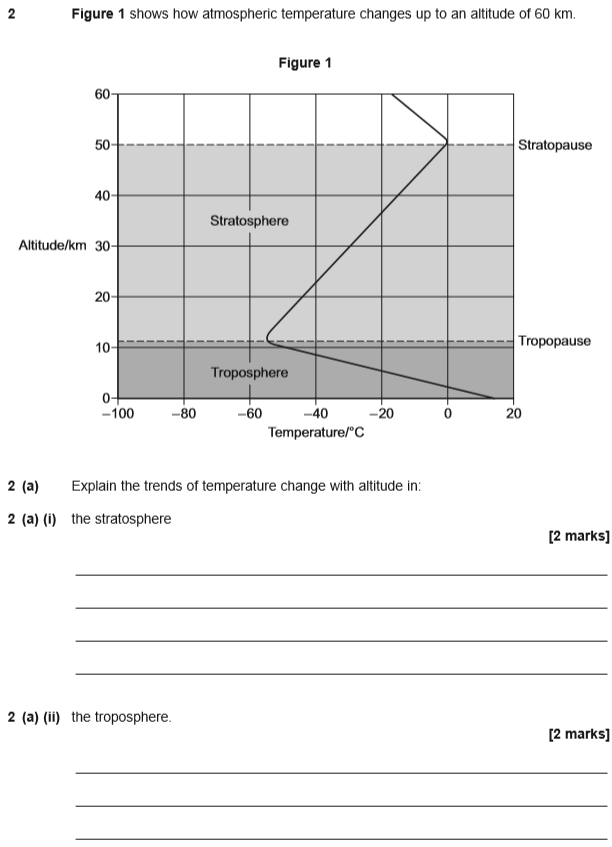 2 Figure 1 shows how atmospheric temperature changes up to an altitude of 60 km.
Figure 1
60
50
Stratopause
40
Stratosphere
Altitude/km 30
20
Tropopause
10
Troposphere
0
−100 −80 −60 −40 −20 0 20
Temperature/°C
2 (a) Explain the trends of temperature change with altitude in:
2 (a) (i) the stratosphere
[2 marks]
2 (a) (ii) the troposphere.
[2 marks]